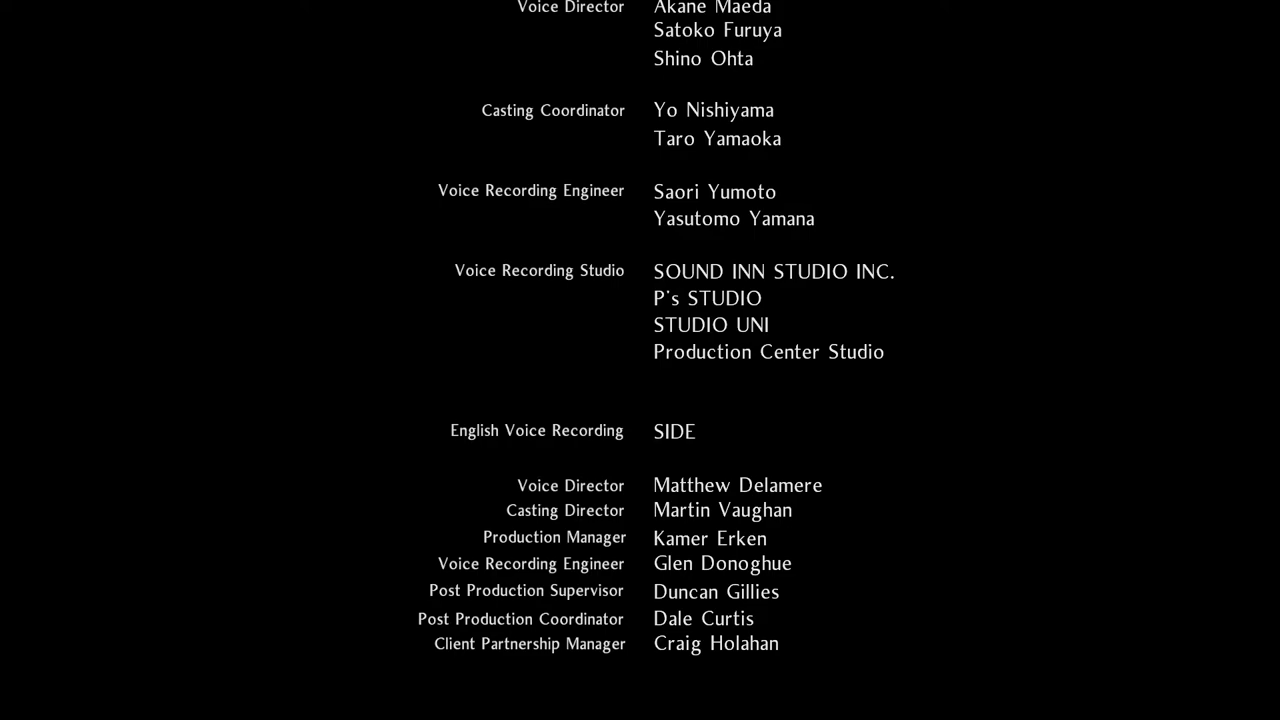 Voice Director Akane Maeda
Satoko Furuya
Shino Ohta
Casting Coordinator Yo Nishiyama
Taro Yamaoka
Voice Recording Engineer Saori Yumoto
Yasutomo Yamana
Voice Recording Studio SOUND INN STUDIO INC.
P's STUDIO
STUDIO UNI
Production Center Studio
English Voice Recording SIDE
Voice Director Matthew Delamere
Casting Director Martin Vaughan
Production Manager Kamer Erken
Voice Recording Engineer Glen Donoghue
Post Production Supervisor Duncan Gillies
Post Production Coordinator Dale Curtis
Client Partnership Manager Craig Holahan